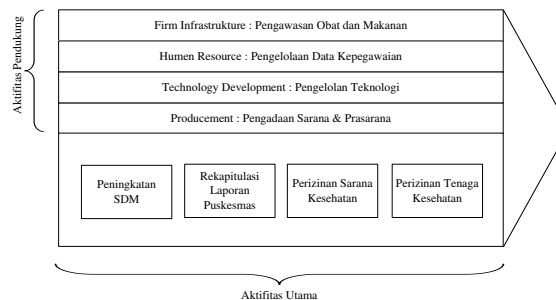 Aktifitas Pendukung
Firm Infrastrukture : Pengawasan Obat dan Makanan
Humen Resource : Pengelolaan Data Kepegawaian
Technology Development : Pengelolan Teknologi
Producement : Pengadaan Sarana & Prasarana
Peningkatan
SDM
Rekapitulasi
Laporan
Puskesmas
Perizinan Sarana
Kesehatan
Perizinan Tenaga
Kesehatan
Aktifitas Utama